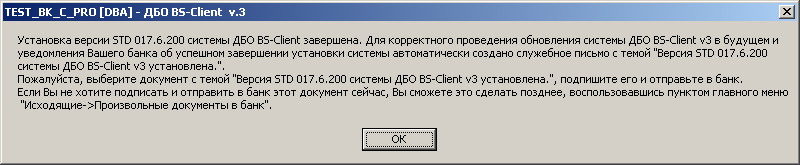 TEST_BK_C_PRO [DBA] - ДБО BS-Client  v.3
Установка версии STD 017.6.200 системы ДБО BS-Client завершена. Для корректного проведения обновления системы ДБО BS-Client v3 в будущем и
уведомления Вашего банка об успешном завершении установки системы автоматически создано служебное письмо с темой "Версия STD 017.6.200
системы ДБО BS-Client v3 установлена.".
Пожалуйста, выберите документ с темой "Версия STD 017.6.200 системы ДБО BS-Client v3 установлена.", подпишите его и отправьте в банк.
Если Вы не хотите подписать и отправить в банк этот документ сейчас, Вы сможете это сделать позднее, воспользовавшись пунктом главного меню
"Исходящие->Произвольные документы в банк".
OK